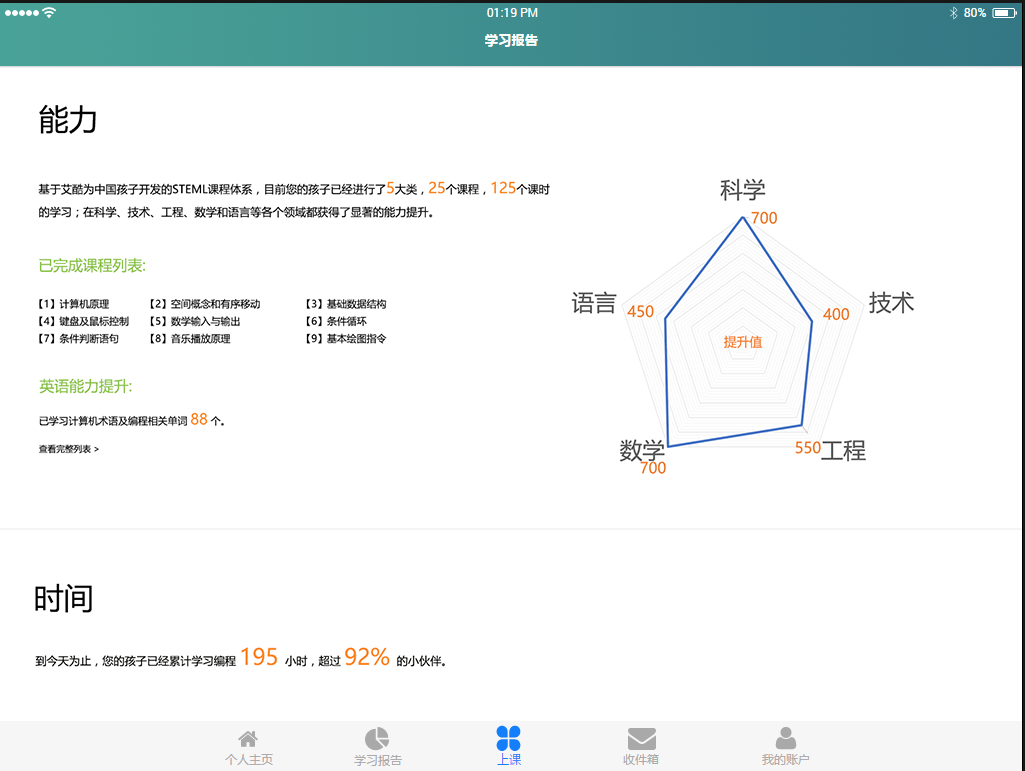 01:19 PM
80%
学习报告
能力
基于艾酷为中国孩子开发的STEML课程体系，目前您的孩子已经进行了5大类，25个课程，125个课时
的学习；在科学、技术、工程、数学和语言等各个领域都获得了显著的能力提升。
已完成课程列表:
【1】计算机原理 【2】空间概念和有序移动 【3】基础数据结构
【4】键盘及鼠标控制 【5】数学输入与输出 【6】条件循环
【7】条件判断语句 【8】音乐播放原理 【9】基本绘图指令
英语能力提升:
已学习计算机术语及编程相关单词 88 个。
查看完整列表 >
科学
700
语言
450
技术
400
提升值
数学
700
工程
550
时间
到今天为止，您的孩子已经累计学习编程 195 小时，超过 92% 的小伙伴。
个人主页
学习报告
上课
收件箱
我的账户